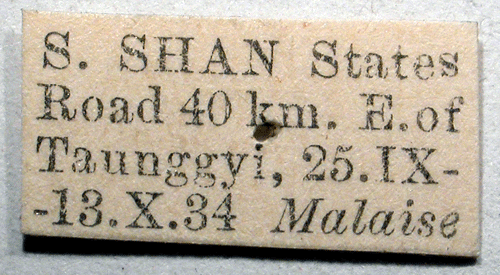 S. SHAN States
Road 40 km. E.of
Taunggyi, 25.IX-
-13.X.34 Malaise